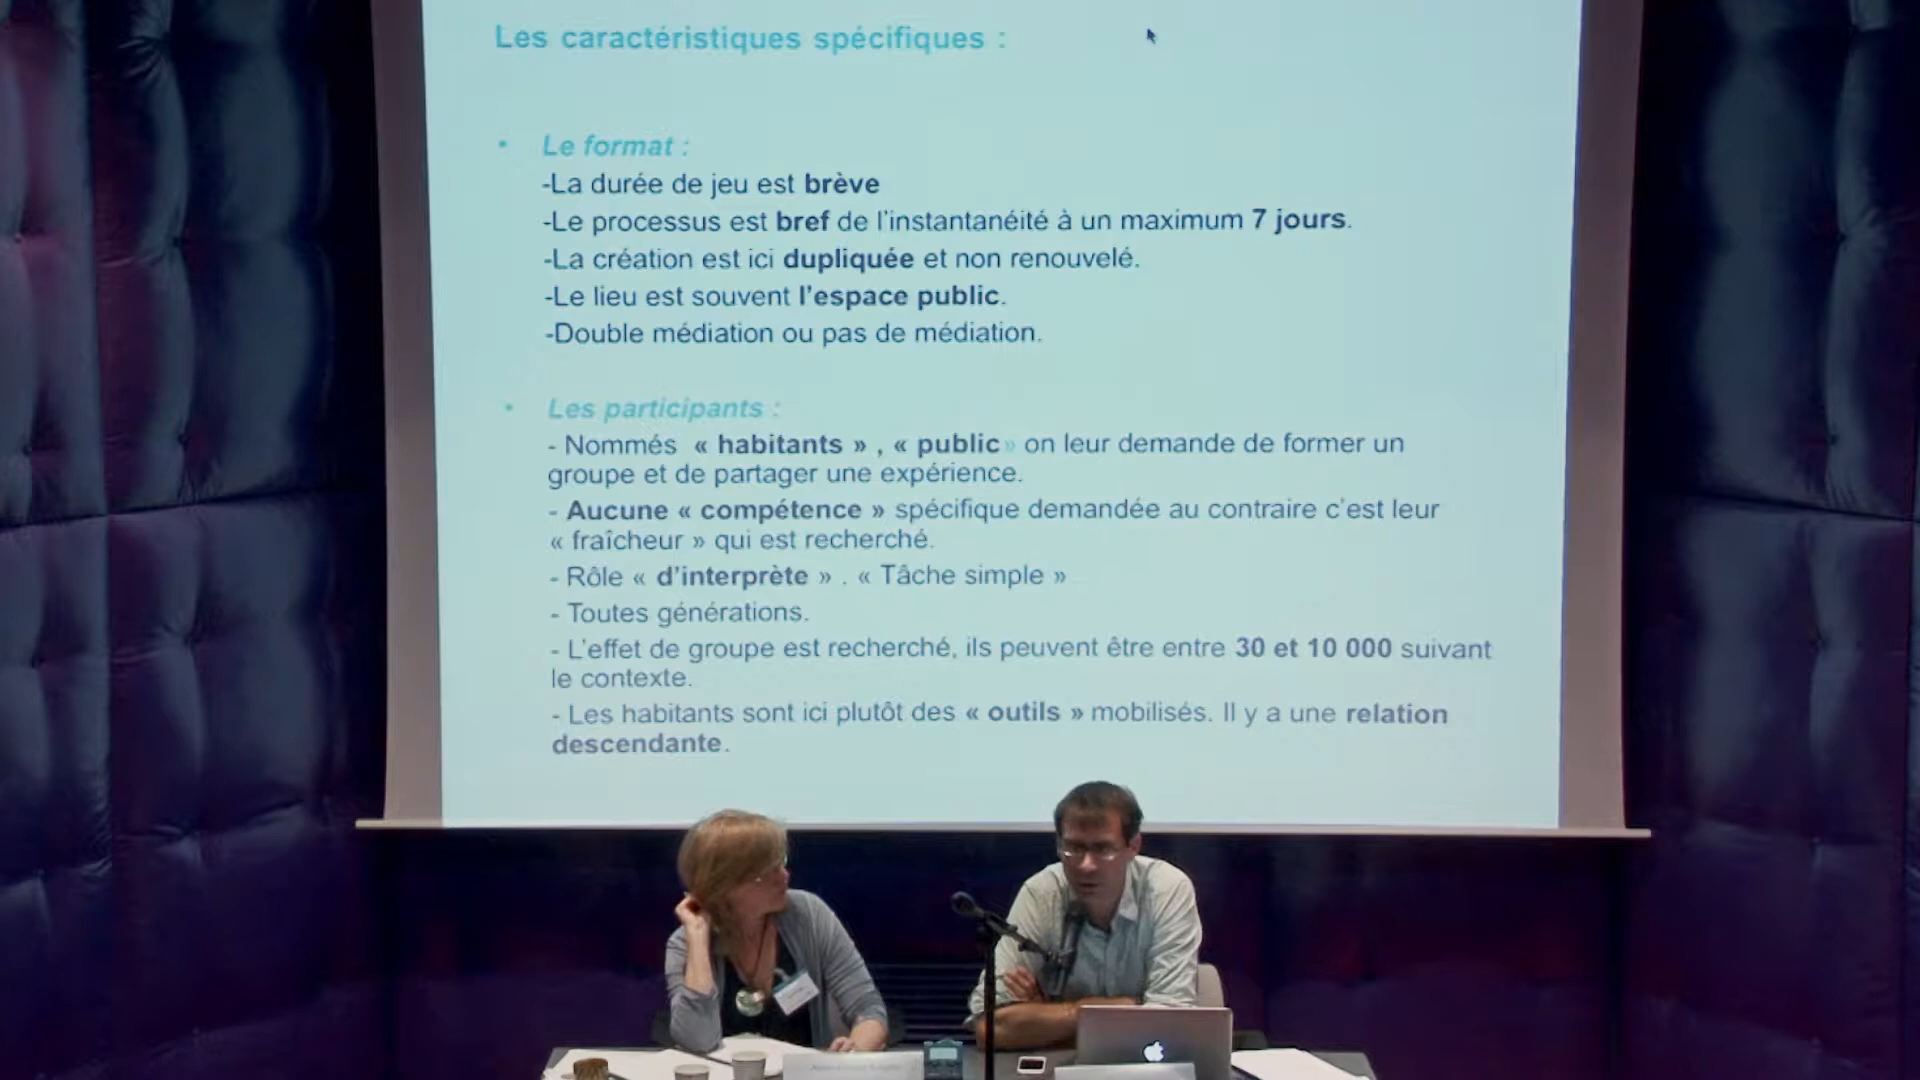 Les caractéristiques spécifiques :
• Le format :
-La durée de jeu est brève
-Le processus est bref de l'instantanéité à un maximum 7 jours.
-La création est ici dupliquée et non renouvelé.
-Le lieu est souvent l'espace public.
-Double médiation ou pas de médiation.
• Les participants :
- Nommés « habitants » , « public » on leur demande de former un
groupe et de partager une expérience.
- Aucune « compétence » spécifique demandée au contraire c'est leur
« fraîcheur » qui est recherché.
- Rôle « d'interprète » . « Tâche simple »
- Toutes générations.
- L'effet de groupe est recherché, ils peuvent être entre 30 et 10 000 suivant
le contexte.
- Les habitants sont ici plutôt des « outils » mobilisés. Il y a une relation
descendante.